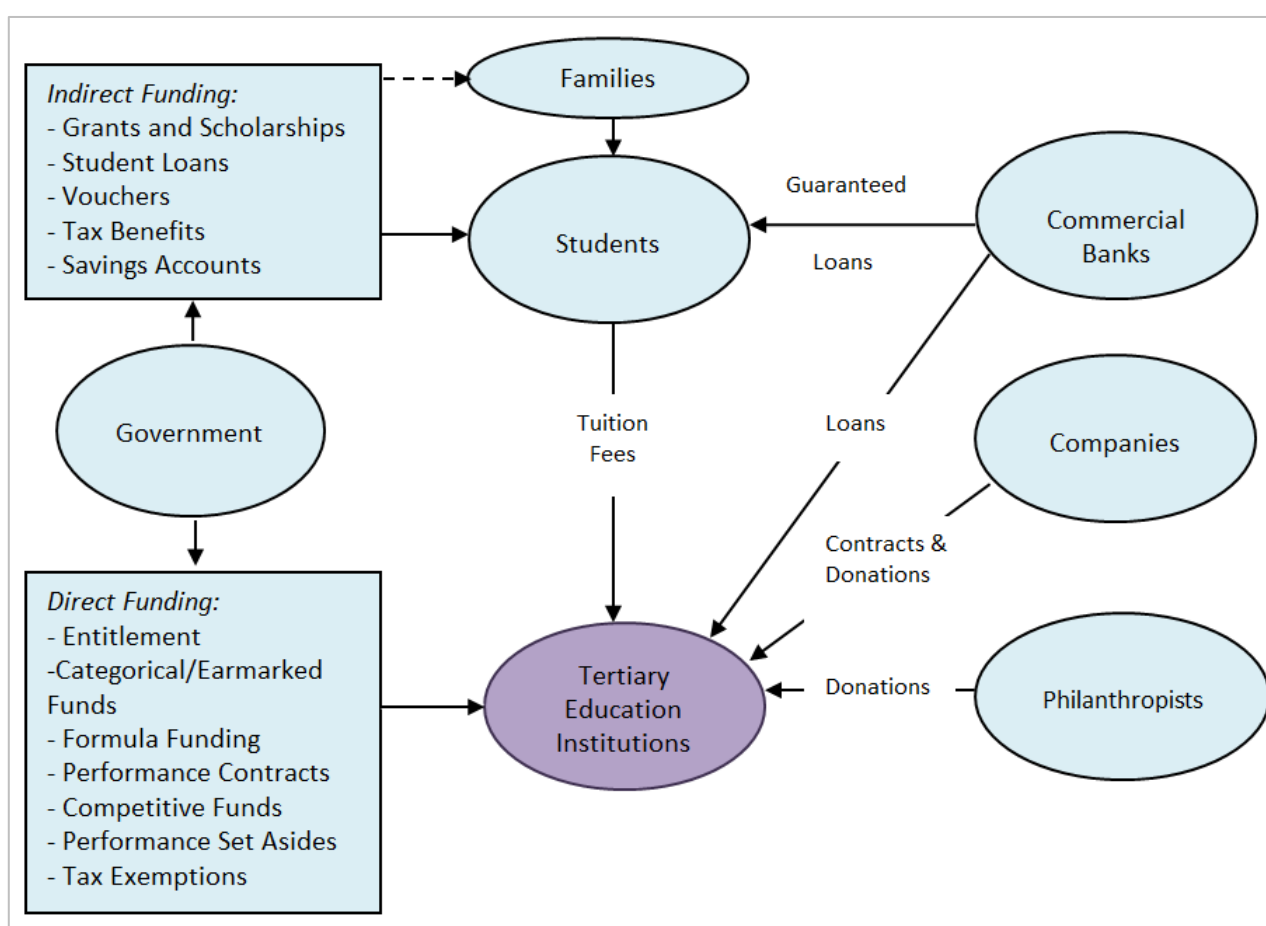 Indirect Funding:
- Grants and Scholarships
- Student Loans
- Vouchers
- Tax Benefits
- Savings Accounts
Families
Students
Guaranteed
Loans
Commercial
Banks
Government
Tuition
Fees
Loans
Companies
Contracts &
Donations
Direct Funding:
- Entitlement
-Categorical/Earmarked
Funds
- Formula Funding
- Performance Contracts
- Competitive Funds
- Performance Set Asides
- Tax Exemptions
Tertiary
Education
Institutions
Donations
Philanthropists